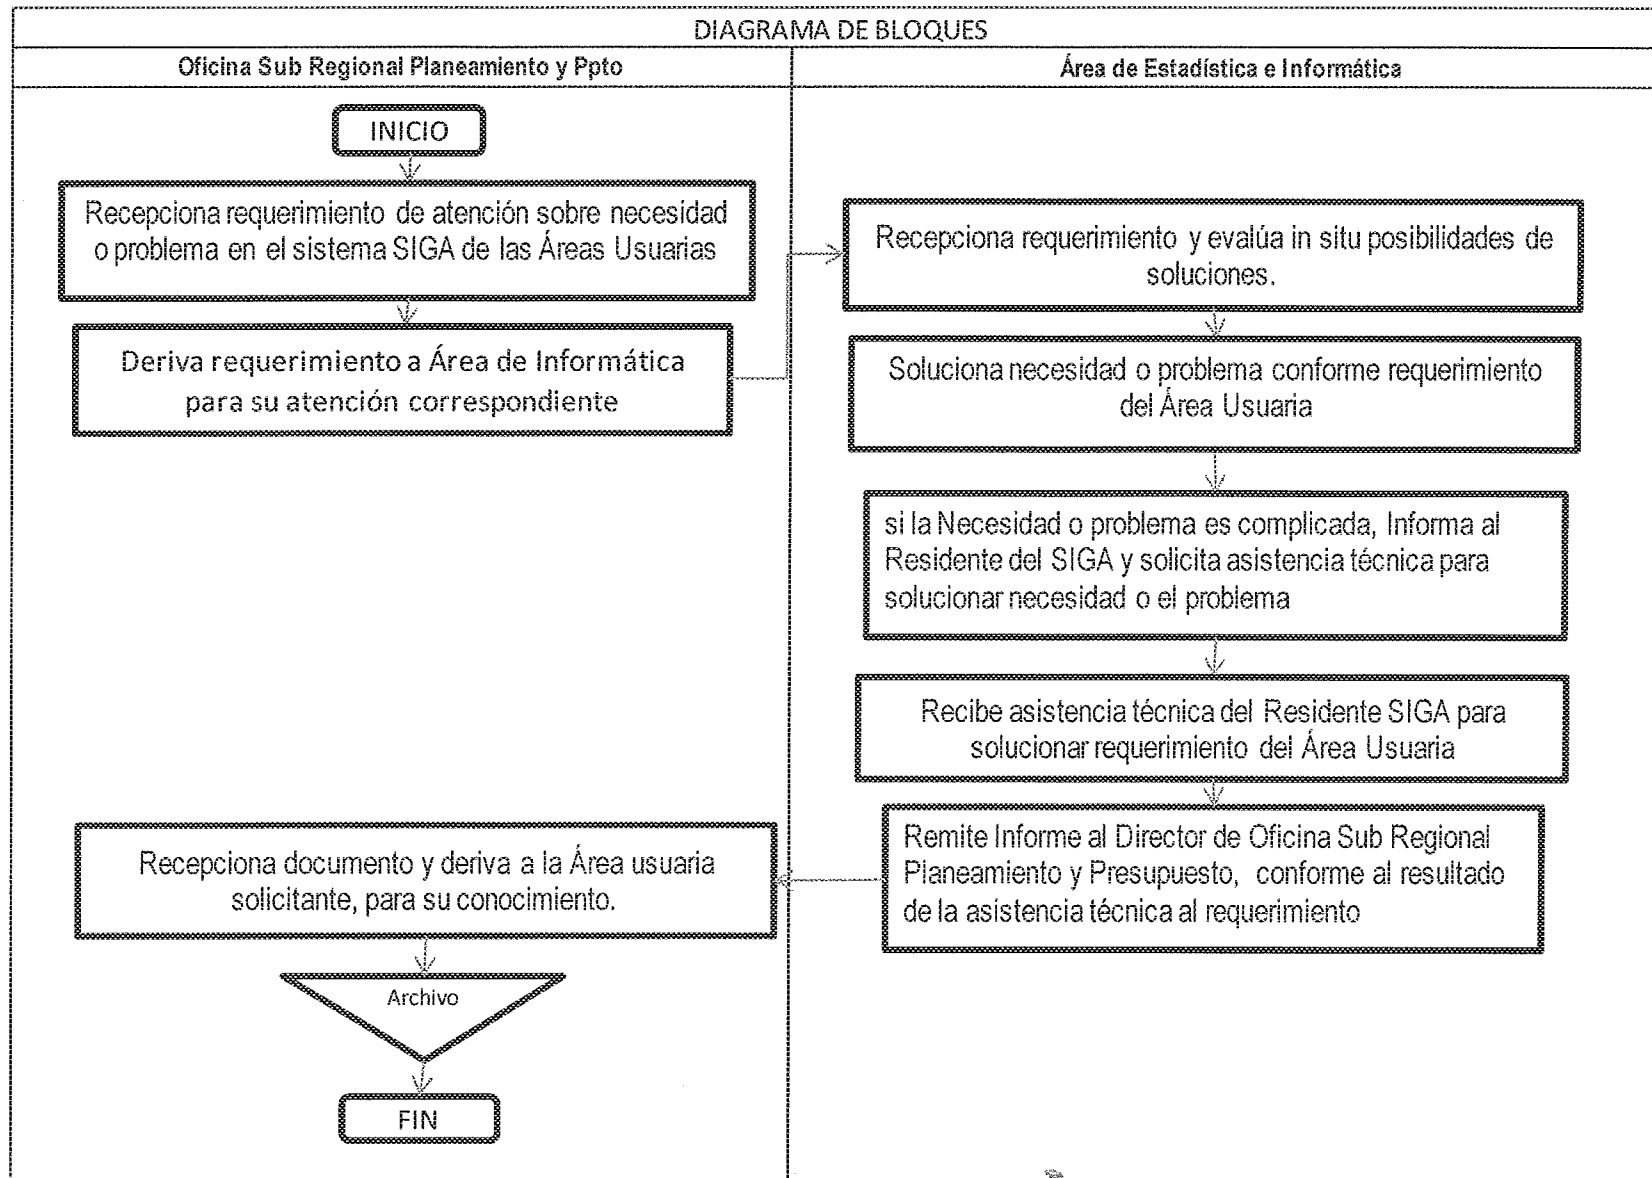 DIAGRAMA DE BLOQUES
Oficina Sub Regional Planeamiento y Ppto
Área de Estadística e Informática
INICIO
Recepciona requerimiento de atención sobre necesidad
o problema en el sistema SIGA de las Áreas Usuarias
Deriva requerimiento a Área de Informática
para su atención correspondiente
Recepciona requerimiento y evalúa in situ posibilidades de
soluciones.
Soluciona necesidad o problema conforme requerimiento
del Área Usuaria
si la Necesidad o problema es complicada, Informa al
Residente del SIGA y solicita asistencia técnica para
solucionar necesidad o el problema
Recibe asistencia técnica del Residente SIGA para
solucionar requerimiento del Área Usuaria
Remite Informe al Director de Oficina Sub Regional
Planeamiento y Presupuesto, conforme al resultado
de la asistencia técnica al requerimiento
Recepciona documento y deriva a la Área usuaria
solicitante, para su conocimiento.
Archivo
FIN